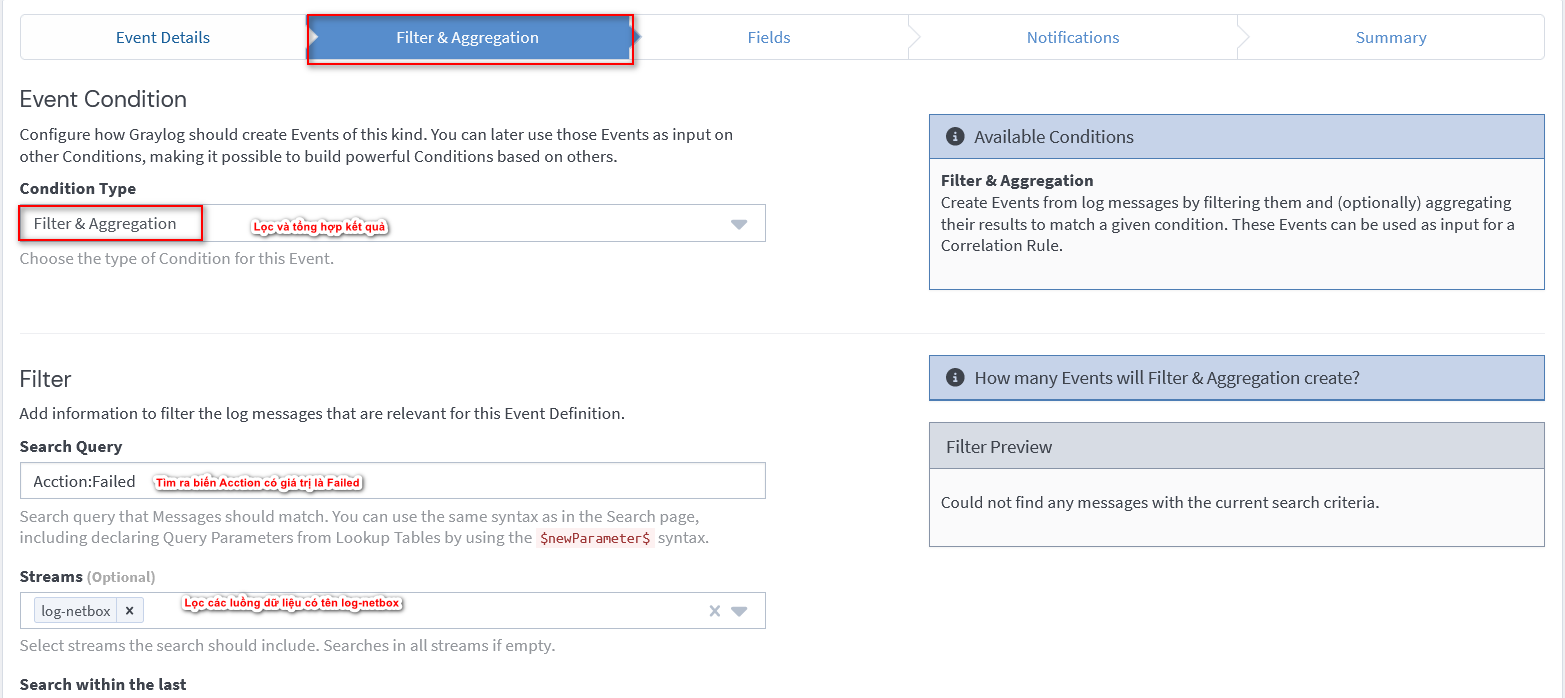 Event Details
Filter & Aggregation
Fields
Notifications
Summary
Event Condition
Configure how Graylog should create Events of this kind. You can later use those Events as input on
other Conditions, making it possible to build powerful Conditions based on others.
Condition Type
Filter & Aggregation
Lọc và tổng hợp kết quả
Choose the type of Condition for this Event.
Available Conditions
Filter & Aggregation
Create Events from log messages by filtering them and (optionally) aggregating
their results to match a given condition. These Events can be used as input for a
Correlation Rule.
Filter
Add information to filter the log messages that are relevant for this Event Definition.
Search Query
Acction:Failed
Tìm ra biến Acction có giá trị là Failed
Search query that Messages should match. You can use the same syntax as in the Search page,
including declaring Query Parameters from Lookup Tables by using the $newParameter$ syntax.
Streams (Optional)
log-netbox ×
Lọc các luồng dữ liệu có tên log-netbox
Select streams the search should include. Searches in all streams if empty.
Search within the last
How many Events will Filter & Aggregation create?
Filter Preview
Could not find any messages with the current search criteria.